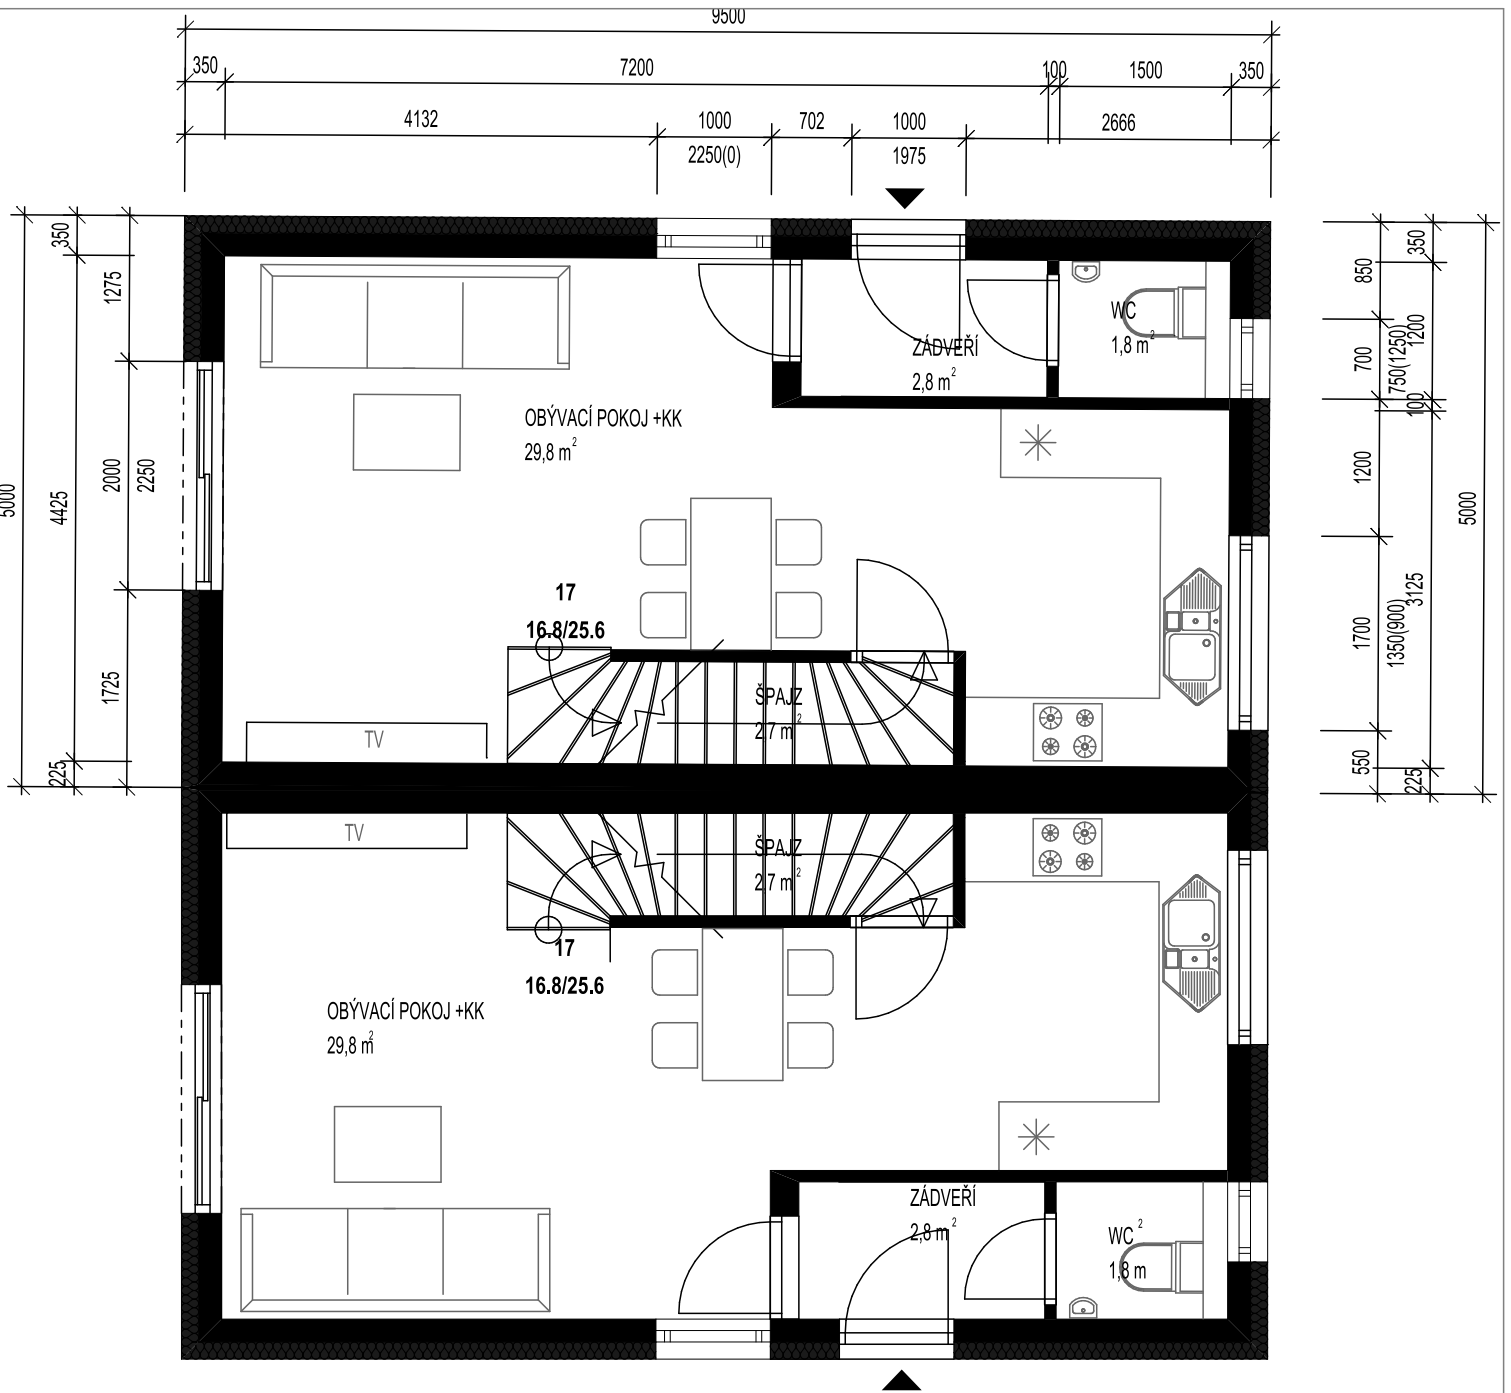 9500
350
7200
100
1500
350
4132
1000
702
1000
2666
2250(0)
1975
5000
350
4425
225
1275
2000
2250
1725
850
700
750(1250)
1200
1700
1350(900)
550
350
1200
100
3125
225
5000
WC
1,8 m²
ZÁDVEŘÍ
2,8 m²
OBÝVACÍ POKOJ +KK
29,8 m²
17
16.8/25.6
ŠPAJZ
2,7 m²
TV
TV
ŠPAJZ
2,7 m²
17
16.8/25.6
OBÝVACÍ POKOJ +KK
29,8 m²
ZÁDVEŘÍ
2,8 m²
WC ²
1,8 m